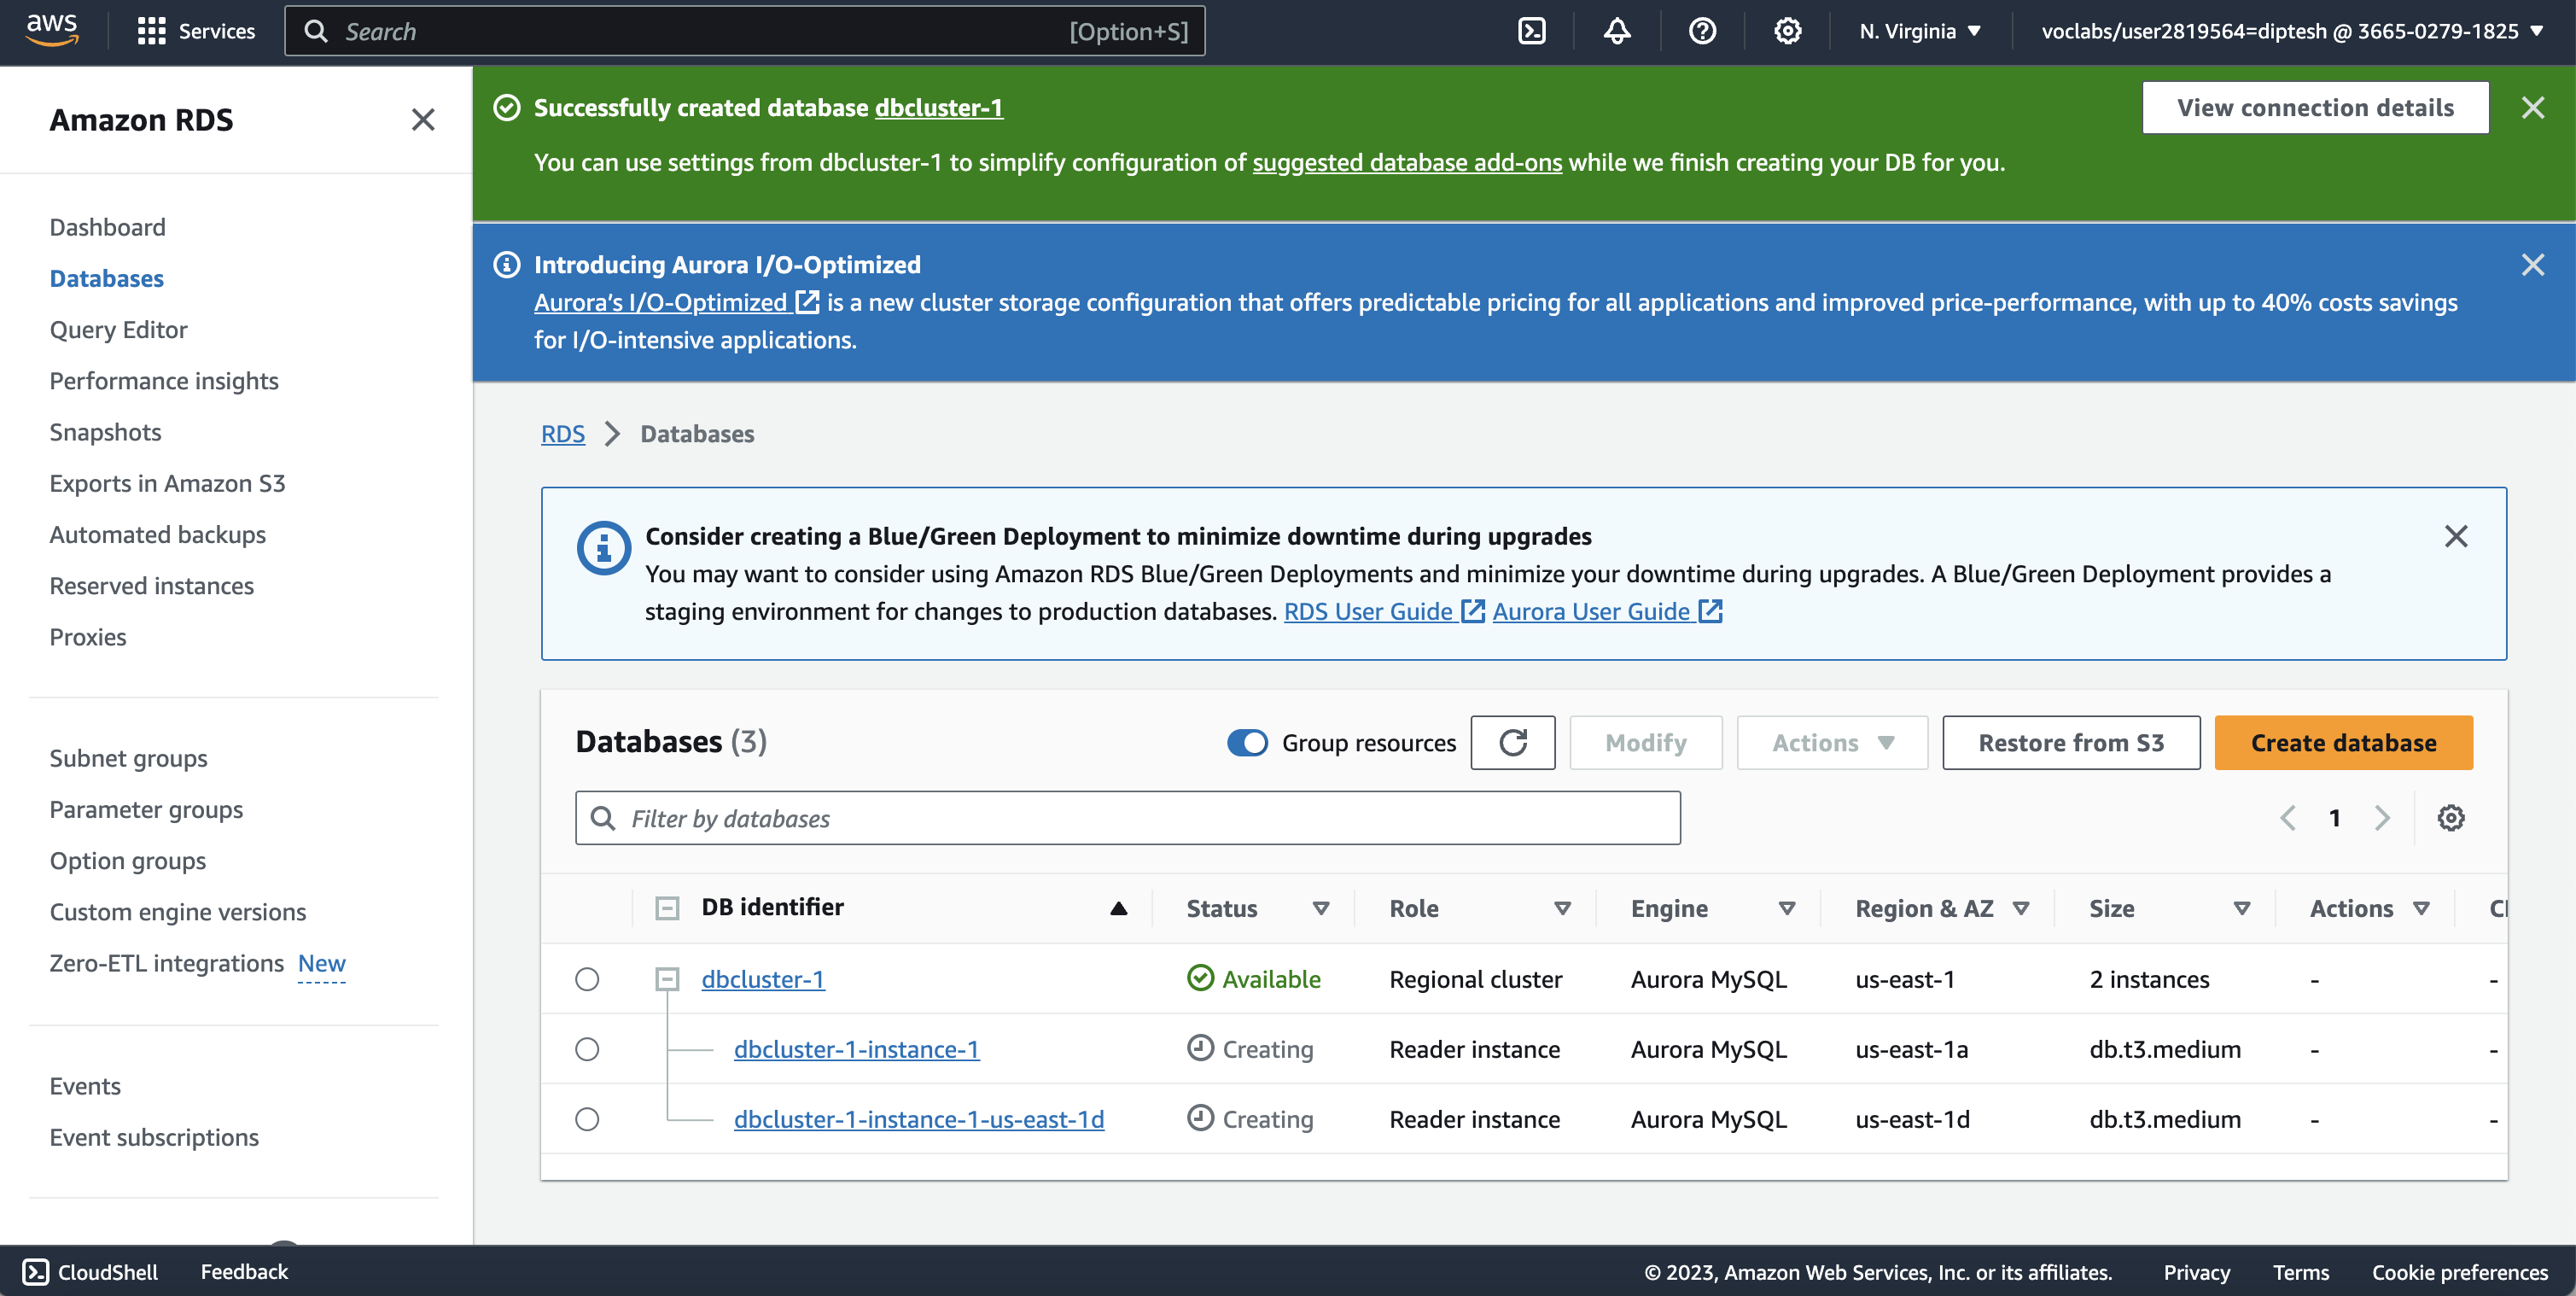 aws
Services
Search
[Option+S]
N. Virginia
voclabs/user2819564=diptesh @ 3665-0279-1825
Amazon RDS
Dashboard
Databases
Query Editor
Performance insights
Snapshots
Exports in Amazon S3
Automated backups
Reserved instances
Proxies
Subnet groups
Parameter groups
Option groups
Custom engine versions
Zero-ETL integrations New
Events
Event subscriptions
Successfully created database dbcluster-1
View connection details
You can use settings from dbcluster-1 to simplify configuration of suggested database add-ons while we finish creating your DB for you.
Introducing Aurora I/O-Optimized
Aurora’s I/O-Optimized is a new cluster storage configuration that offers predictable pricing for all applications and improved price-performance, with up to 40% costs savings
for I/O-intensive applications.
RDS Databases
Consider creating a Blue/Green Deployment to minimize downtime during upgrades
You may want to consider using Amazon RDS Blue/Green Deployments and minimize your downtime during upgrades. A Blue/Green Deployment provides a
staging environment for changes to production databases. RDS User Guide Aurora User Guide
Databases (3)
Group resources
Modify
Actions
Restore from S3
Create database
Filter by databases
1
DB identifier Status Role Engine Region & AZ Size Actions
dbcluster-1 Available Regional cluster Aurora MySQL us-east-1 2 instances - -
dbcluster-1-instance-1 Creating Reader instance Aurora MySQL us-east-1a db.t3.medium - -
dbcluster-1-instance-1-us-east-1d Creating Reader instance Aurora MySQL us-east-1d db.t3.medium - -
CloudShell
Feedback
© 2023, Amazon Web Services, Inc. or its affiliates.
Privacy
Terms
Cookie preferences